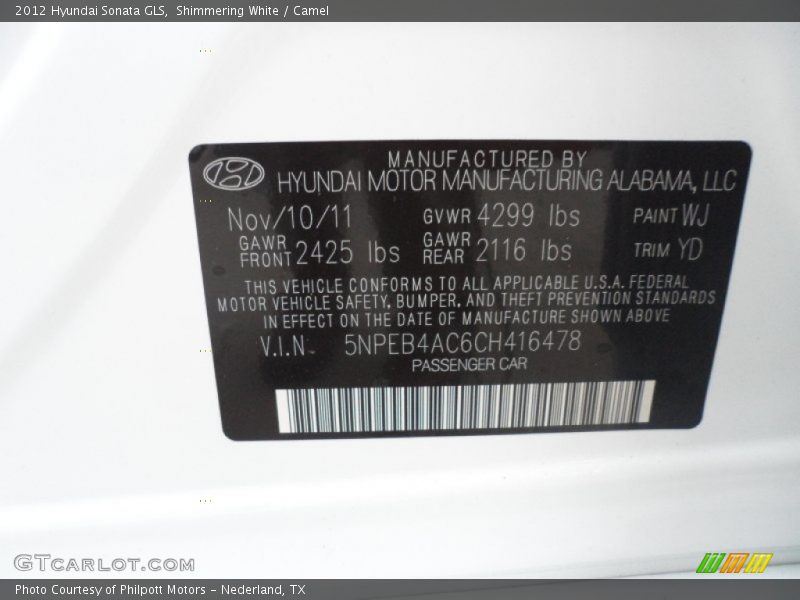 2012 Hyundai Sonata GLS, Shimmering White / Camel
MANUFACTURED BY
HYUNDAI MOTOR MANUFACTURING ALABAMA, LLC
Nov/10/11 GVWR 4299 lbs PAINT WJ
GAWR FRONT 2425 lbs GAWR REAR 2116 lbs TRIM YD
THIS VEHICLE CONFORMS TO ALL APPLICABLE U.S.A. FEDERAL
MOTOR VEHICLE SAFETY, BUMPER, AND THEFT PREVENTION STANDARDS
IN EFFECT ON THE DATE OF MANUFACTURE SHOWN ABOVE
V.I.N. 5NPEB4AC6CH416478
PASSENGER CAR
GTCARLOT.COM
Photo Courtesy of Philpott Motors - Nederland, TX